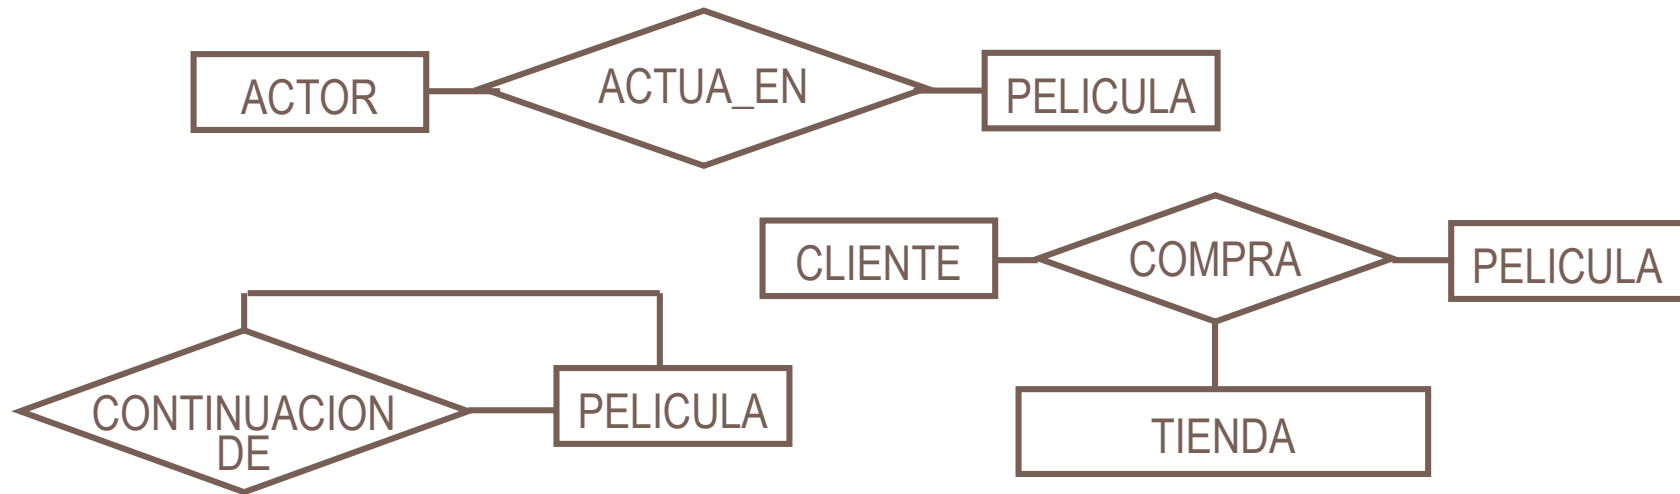 ACTOR
ACTUA_EN
PELICULA
CLIENTE
COMPRA
PELICULA
CONTINUACION
DE
PELICULA
TIENDA